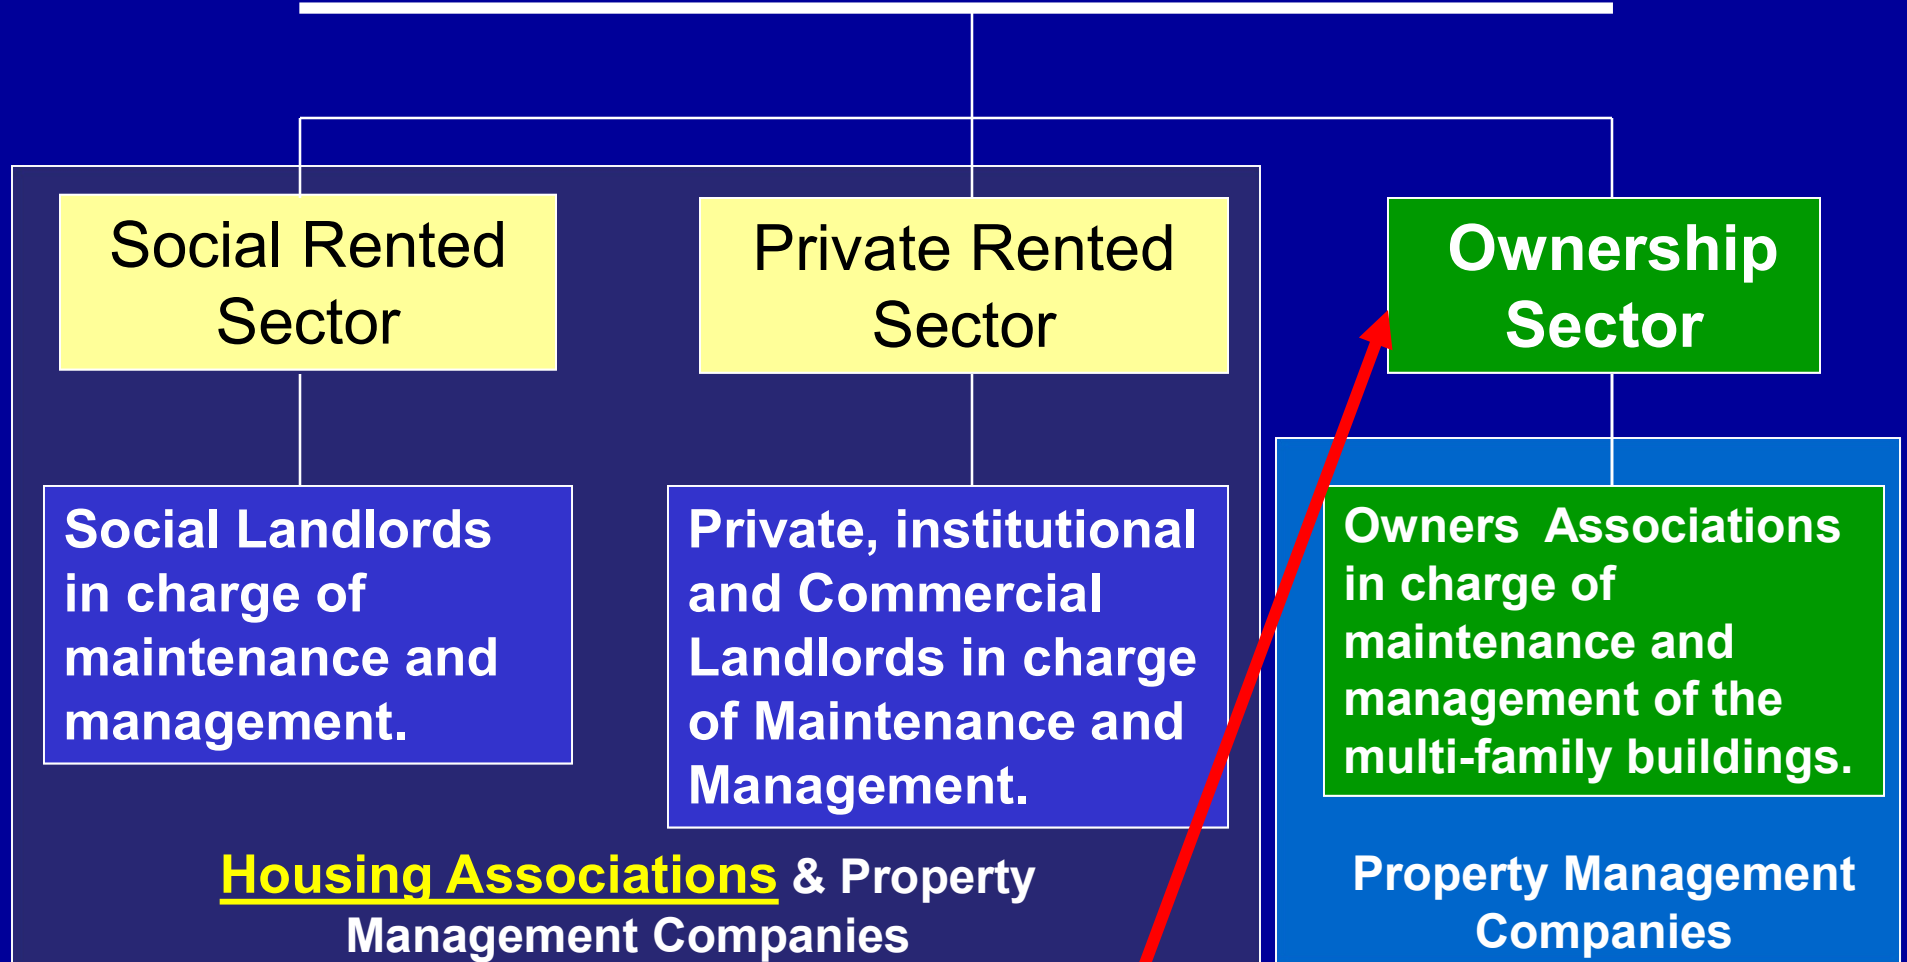 Social Rented
Sector
Private Rented
Sector
Ownership
Sector
Social Landlords
in charge of
maintenance and
management.
Private, institutional
and Commercial
Landlords in charge
of Maintenance and
Management.
Owners Associations
in charge of
maintenance and
management of the
multi-family buildings.
Housing Associations & Property
Management Companies
Property Management
Companies